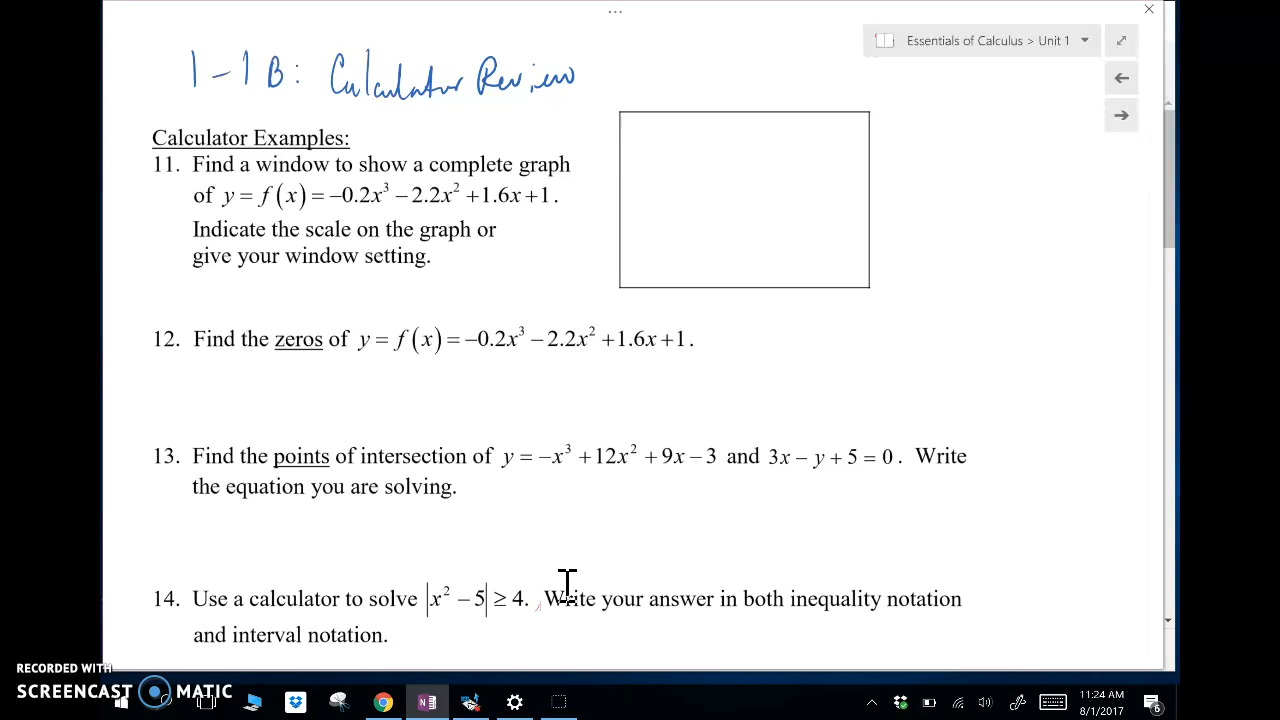 Essentials of Calculus > Unit 1
1-1 B: Calculator Review
Calculator Examples:
11. Find a window to show a complete graph
of y = f(x) = −0.2x³ − 2.2x² + 1.6x + 1.
Indicate the scale on the graph or
give your window setting.
12. Find the zeros of y = f(x) = −0.2x³ − 2.2x² + 1.6x + 1.
13. Find the points of intersection of y = −x³ + 12x² + 9x − 3 and 3x − y + 5 = 0. Write
the equation you are solving.
14. Use a calculator to solve |x² − 5| ≥ 4. Write your answer in both inequality notation
and interval notation.
RECORDED WITH
SCREENCAST MATIC
11:24 AM
8/1/2017
6